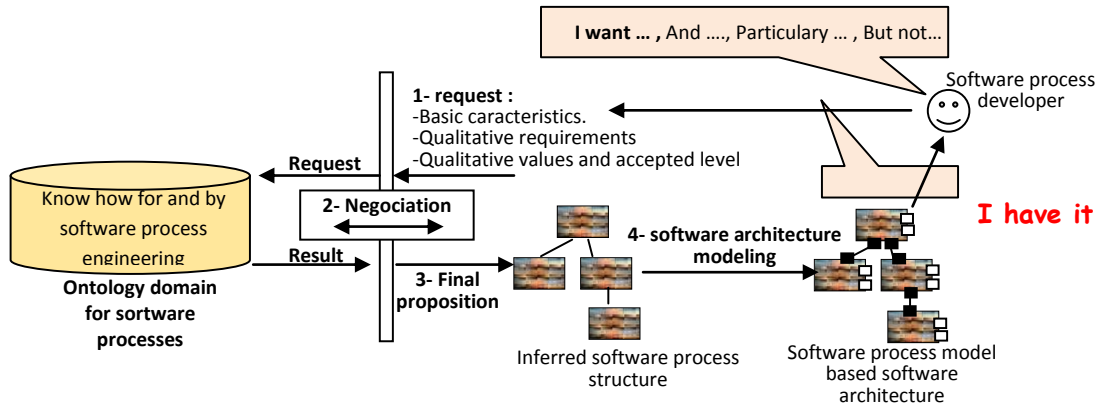 I want … , And …., Particulary … , But not…
Software process
developer
1- request :
-Basic caracteristics.
-Qualitative requirements
-Qualitative values and accepted level
Request
Know how for and by
software process
engineering
2- Negociation
Result
Ontology domain
for sortware
processes
3- Final
proposition
4- software architecture
modeling
I have it
Inferred software process
structure
Software process model
based software
architecture